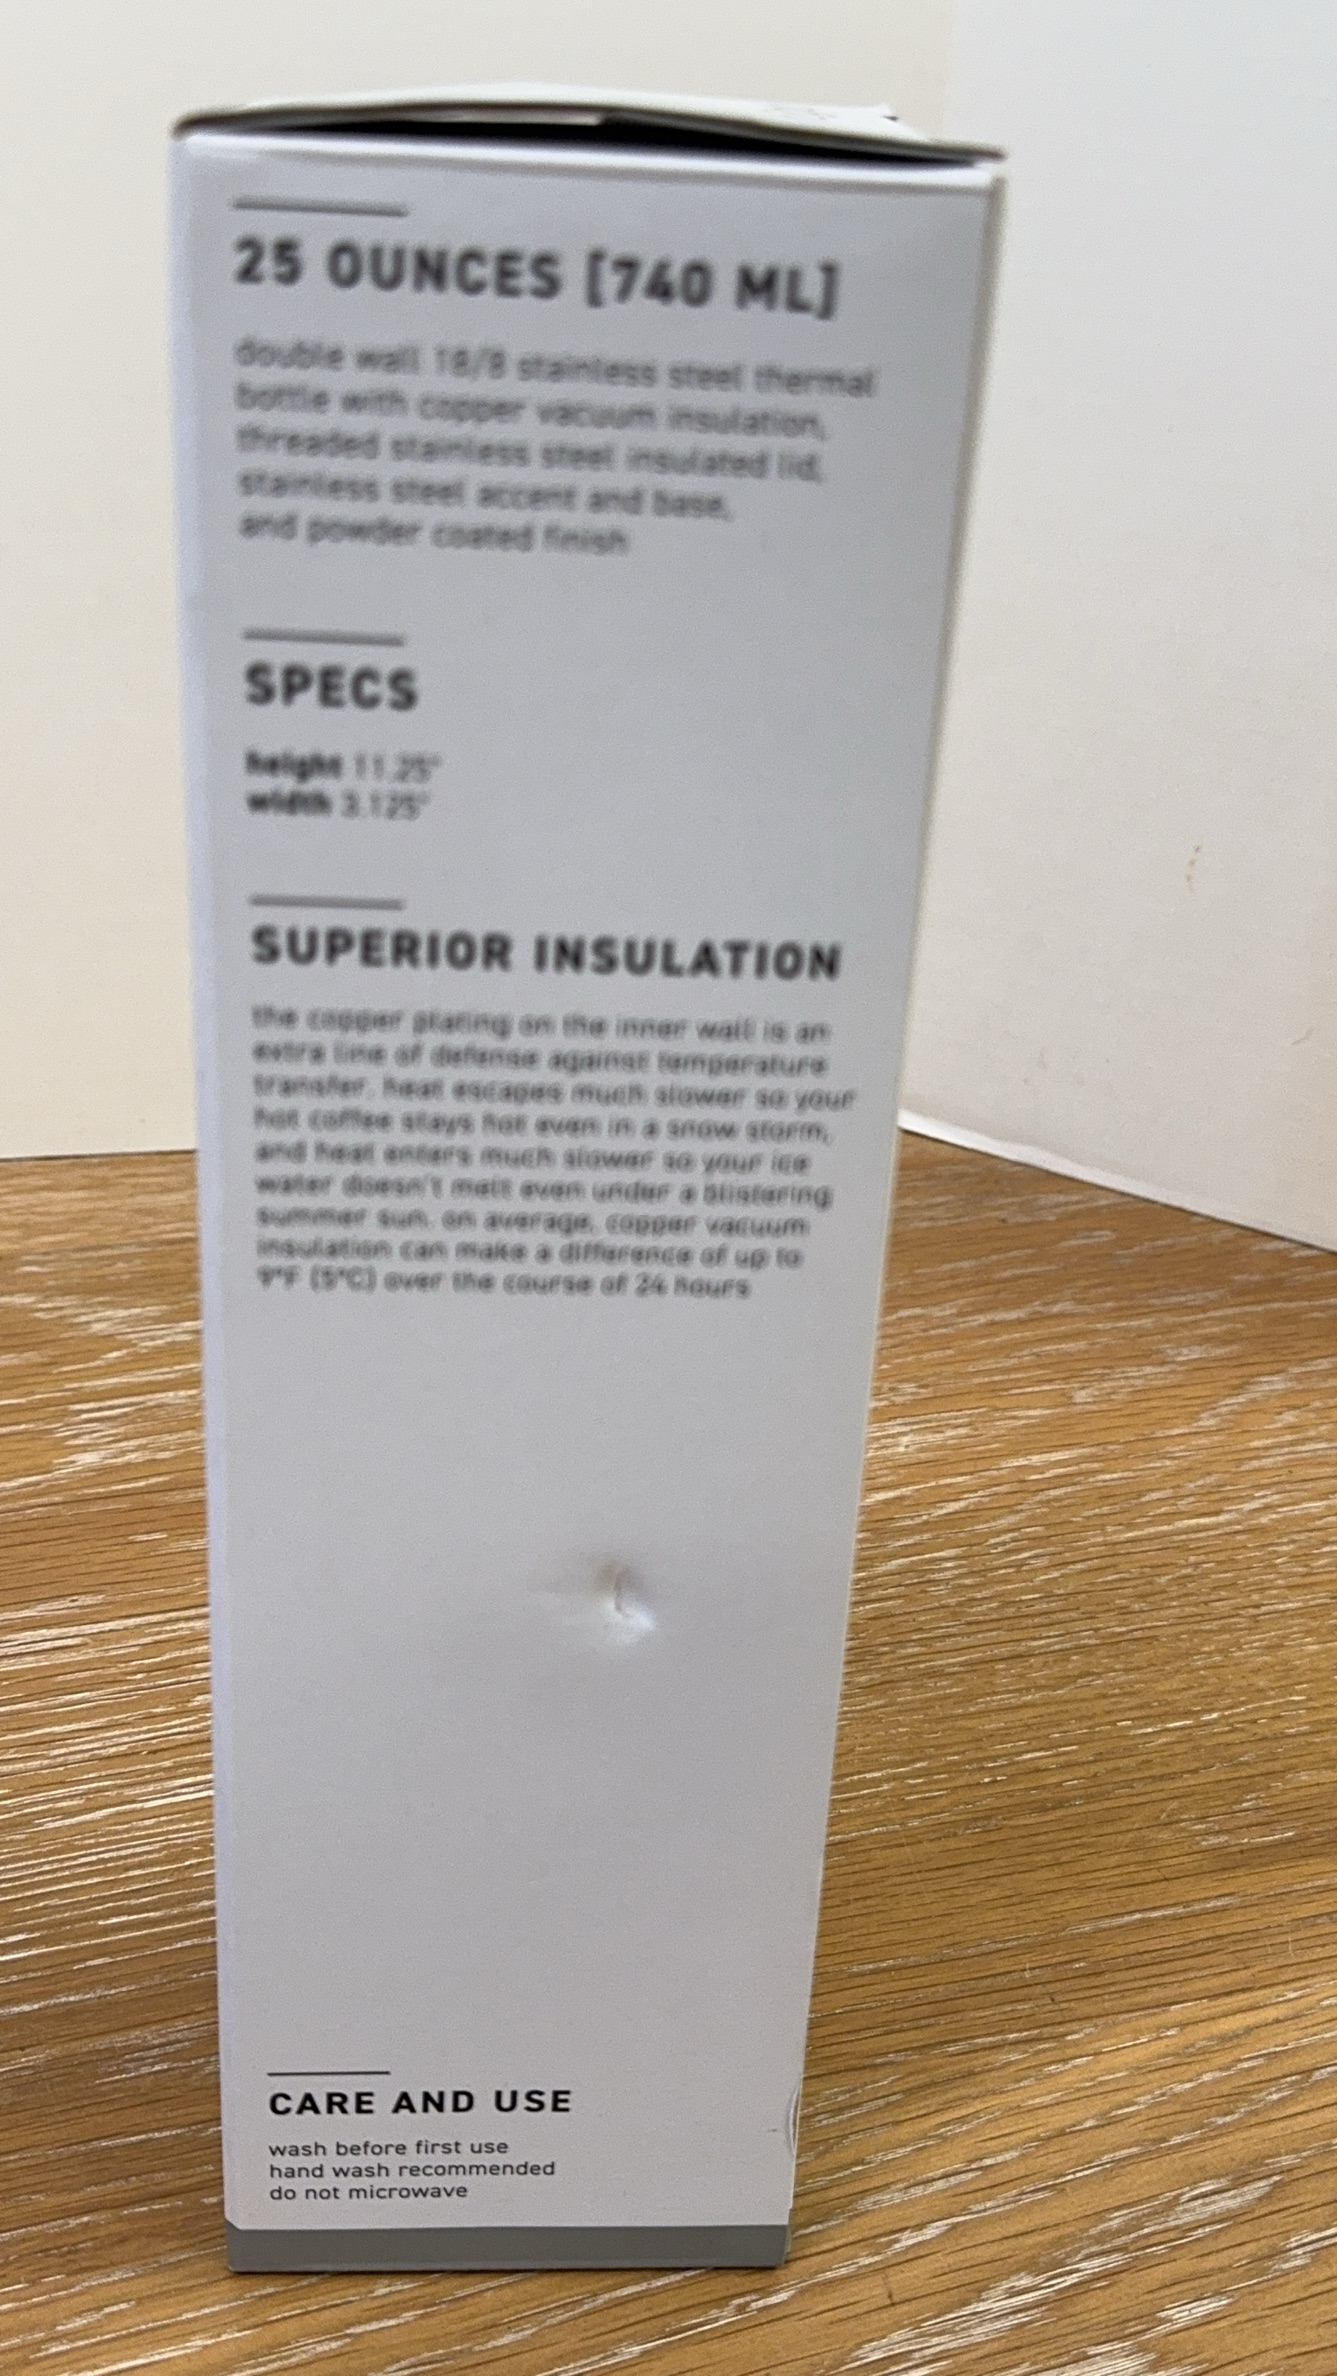 25 OUNCES [740 ML]
double wall 18/8 stainless steel thermal
bottle with copper vacuum insulation,
threaded stainless steel insulated lid,
stainless steel accent and base,
and powder coated finish
SPECS
height 11.25"
width 3.125"
SUPERIOR INSULATION
the copper plating on the inner wall is an
extra line of defense against temperature
transfer. heat escapes much slower so your
hot coffee stays hot even in a snow storm,
and heat enters much slower so your ice
water doesn't melt even under a blistering
summer sun. on average, copper vacuum
insulation can make a difference of up to
9°F (5°C) over the course of 24 hours
CARE AND USE
wash before first use
hand wash recommended
do not microwave